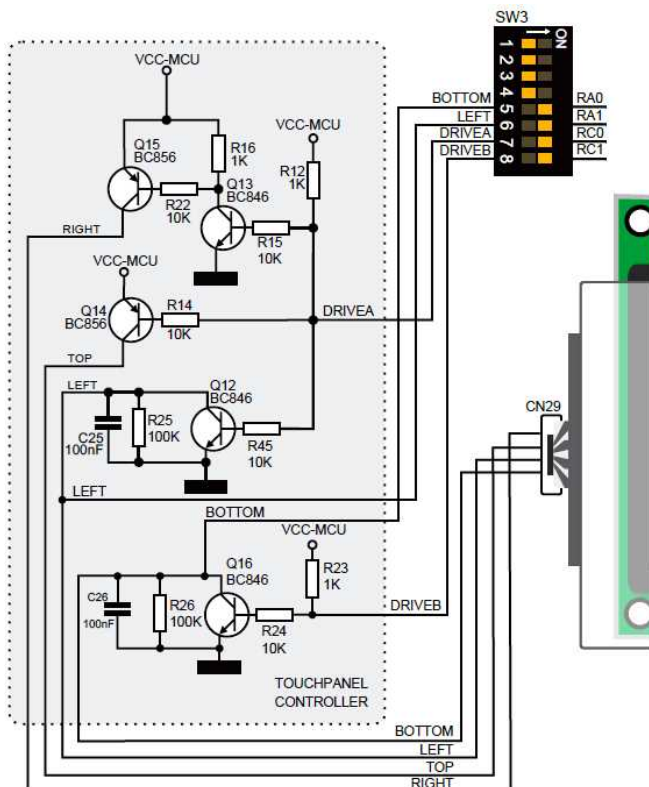 SW3
ON
1
2
3
4
5
6
7
8
BOTTOM
LEFT
DRIVEA
DRIVEB
RA0
RA1
RC0
RC1
VCC-MCU
Q15
BC856
R16
1K
VCC-MCU
R12
1K
Q13
BC846
R22
10K
R15
10K
RIGHT
VCC-MCU
Q14
BC856
R14
10K
DRIVEA
TOP
LEFT
Q12
BC846
C25
100nF
R25
100K
R45
10K
LEFT
BOTTOM
CN29
VCC-MCU
Q16
BC846
R23
1K
C26
100nF
R26
100K
R24
10K
DRIVEB
TOUCHPANEL
CONTROLLER
BOTTOM
LEFT
TOP
RIGHT